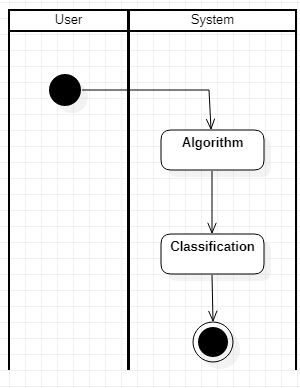 User
System
Algorithm
Classification